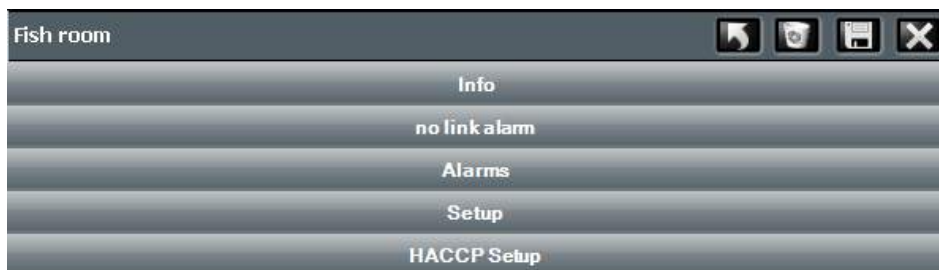 Fish room
Info
no link alarm
Alarms
Setup
HACCP Setup